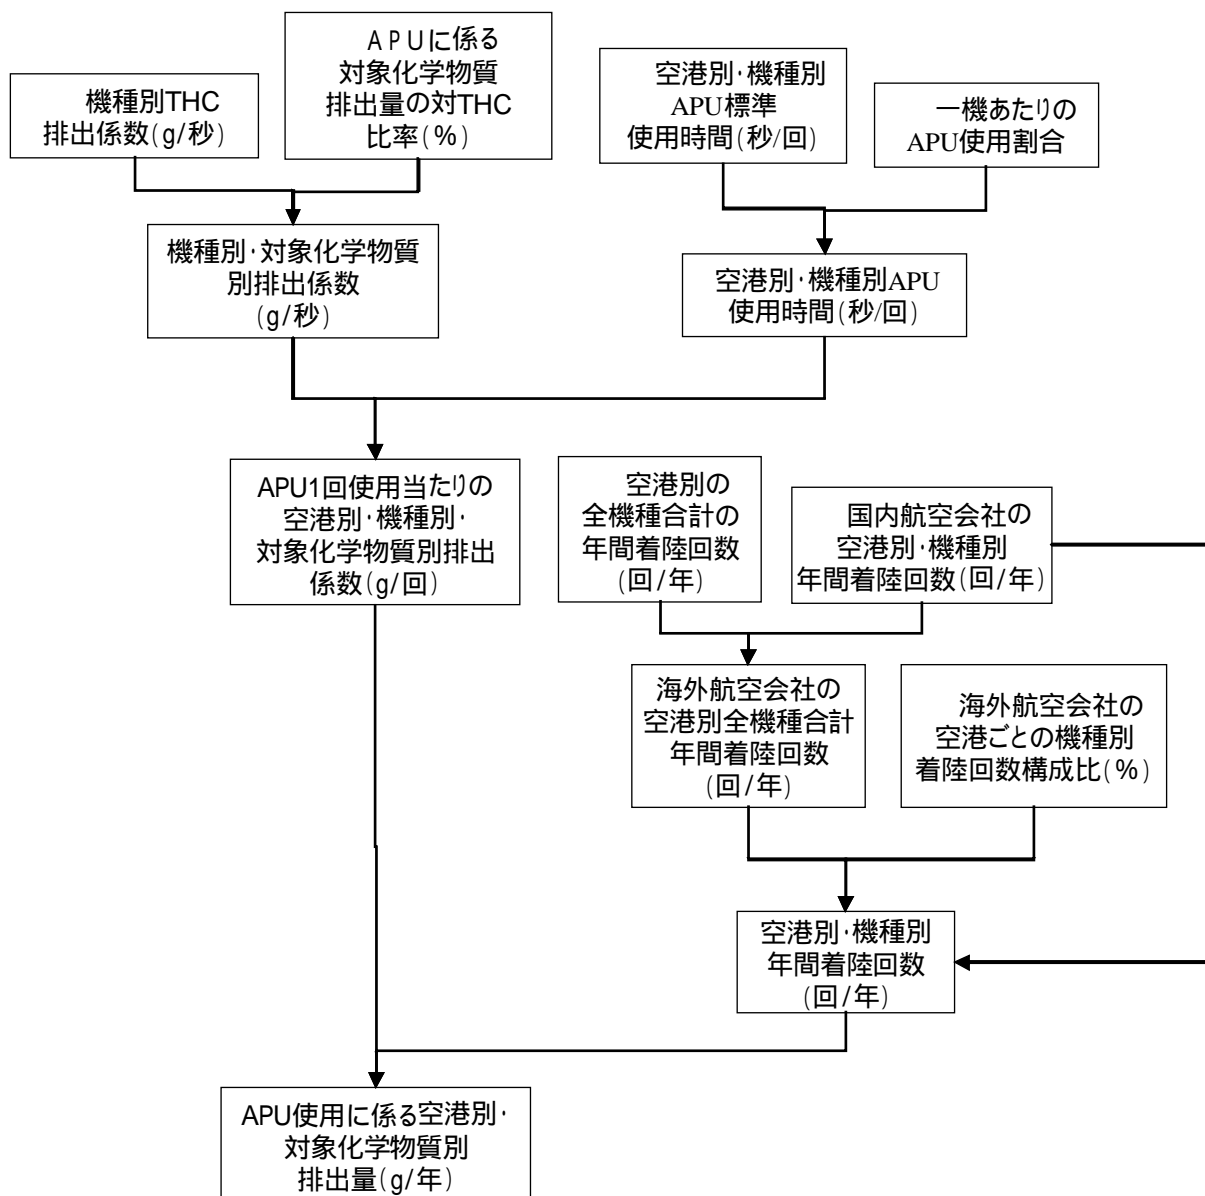 機種別THC
排出係数(g/秒)
APUに係る
対象化学物質
排出量の対THC
比率(%)
空港別・機種別
APU標準
使用時間(秒/回)
一機あたりの
APU使用割合
機種別・対象化学物質
別排出係数
(g/秒)
空港別・機種別APU
使用時間(秒/回)
APU1回使用当たりの
空港別・機種別・
対象化学物質別排出
係数(g/回)
空港別の
全機種合計の
年間着陸回数
(回/年)
国内航空会社の
空港別・機種別
年間着陸回数(回/年)
海外航空会社の
空港別全機種合計
年間着陸回数
(回/年)
海外航空会社の
空港ごとの機種別
着陸回数構成比(%)
空港別・機種別
年間着陸回数
(回/年)
APU使用に係る空港別・
対象化学物質別
排出量(g/年)